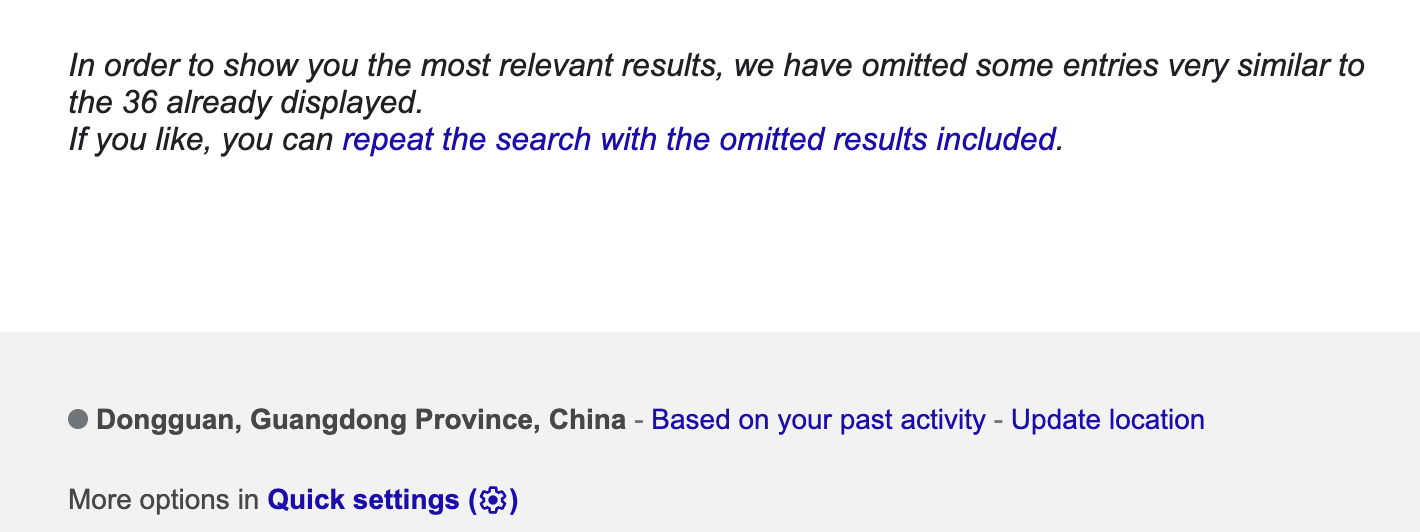 In order to show you the most relevant results, we have omitted some entries very similar to
the 36 already displayed.
If you like, you can repeat the search with the omitted results included.
Dongguan, Guangdong Province, China - Based on your past activity - Update location
More options in Quick settings (⚙)